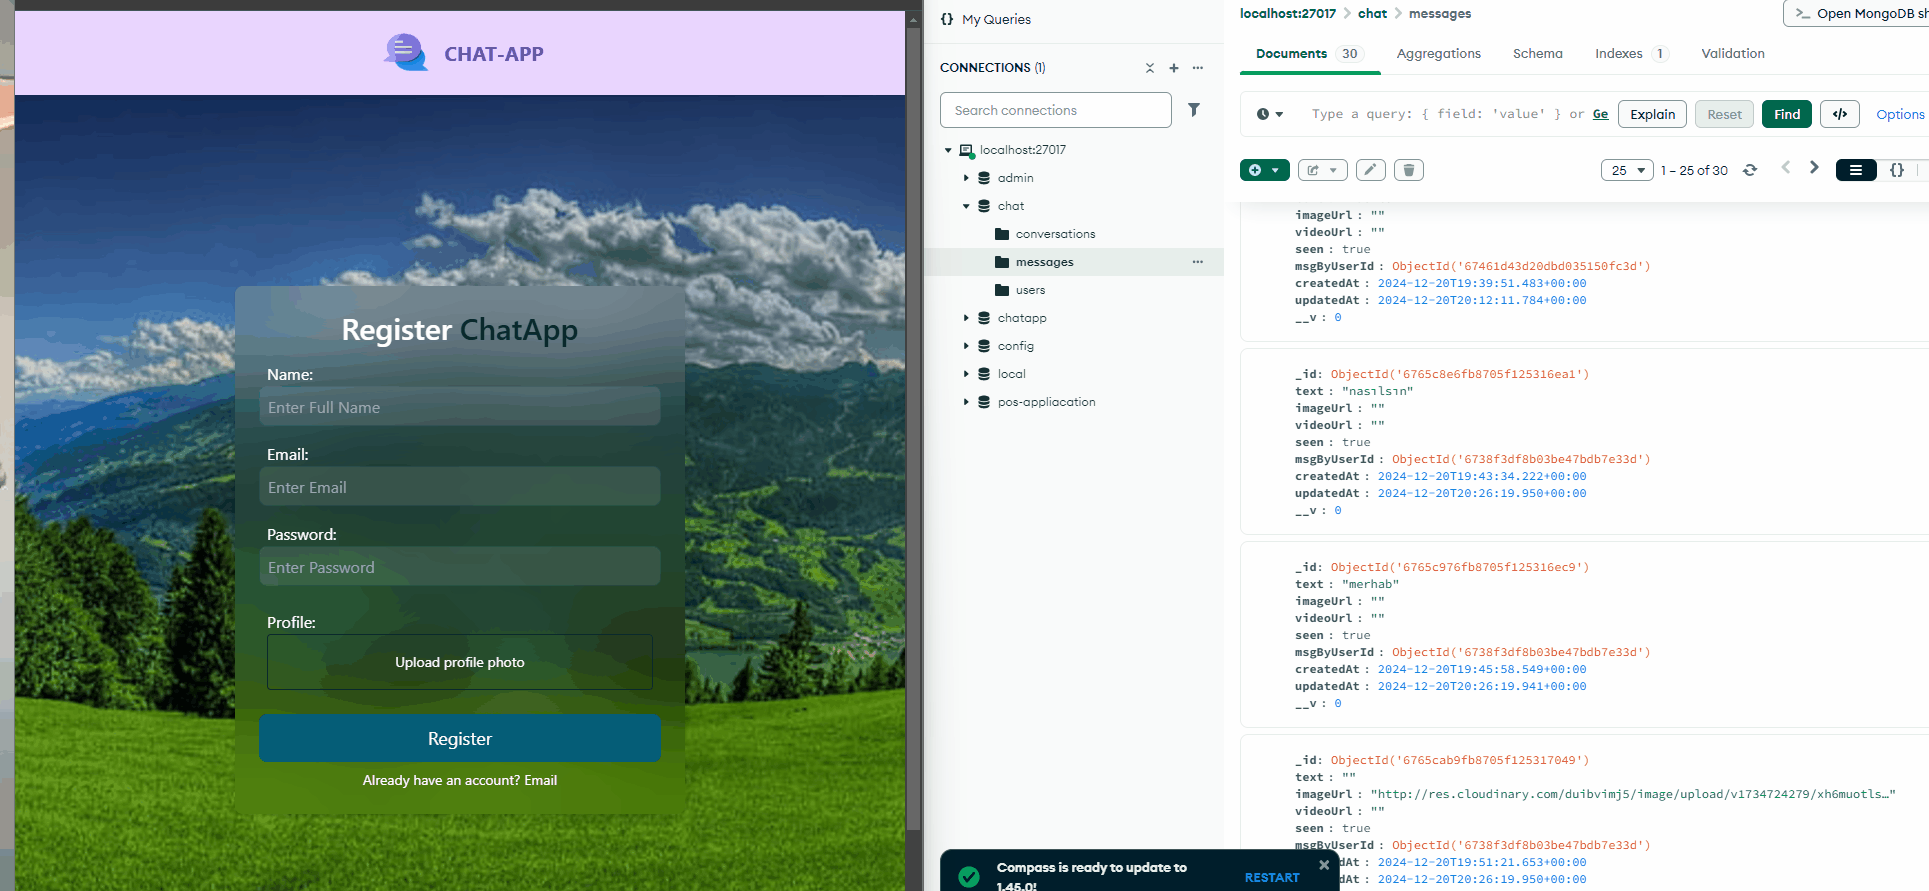 CHAT-APP
Register ChatApp
Name:
Enter Full Name
Email:
Enter Email
Password:
Enter Password
Profile:
Upload profile photo
Register
Already have an account? Email
{} My Queries
CONNECTIONS (1)
Search connections
localhost:27017
admin
chat
conversations
messages
users
chatapp
config
local
pos-appliacation
localhost:27017 > chat > messages
>_ Open MongoDB sh
Documents 30 Aggregations Schema Indexes 1 Validation
Type a query: { field: 'value' } or Ge Explain Reset Find </> Options
25 1 – 25 of 30 {}
imageUrl : ""
videoUrl : ""
seen : true
msgByUserId : ObjectId('67461d43d20dbd035150fc3d')
createdAt : 2024-12-20T19:39:51.483+00:00
updatedAt : 2024-12-20T20:12:11.784+00:00
__v : 0
_id: ObjectId('6765c8e6fb8705f125316ea1')
text : "nasılsın"
imageUrl : ""
videoUrl : ""
seen : true
msgByUserId : ObjectId('6738f3df8b03be47bdb7e33d')
createdAt : 2024-12-20T19:43:34.222+00:00
updatedAt : 2024-12-20T20:26:19.950+00:00
__v : 0
_id: ObjectId('6765c976fb8705f125316ec9')
text : "merhab"
imageUrl : ""
videoUrl : ""
seen : true
msgByUserId : ObjectId('6738f3df8b03be47bdb7e33d')
createdAt : 2024-12-20T19:45:58.549+00:00
updatedAt : 2024-12-20T20:26:19.941+00:00
__v : 0
_id: ObjectId('6765cab9fb8705f125317049')
text : ""
imageUrl : "http://res.cloudinary.com/duibvimj5/image/upload/v1734724279/xh6muotls…"
videoUrl : ""
seen : true
msgByUserId : ObjectId('6738f3df8b03be47bdb7e33d')
dAt : 2024-12-20T19:51:21.653+00:00
dAt : 2024-12-20T20:26:19.950+00:00
Compass is ready to update to
1.45.0!
RESTART